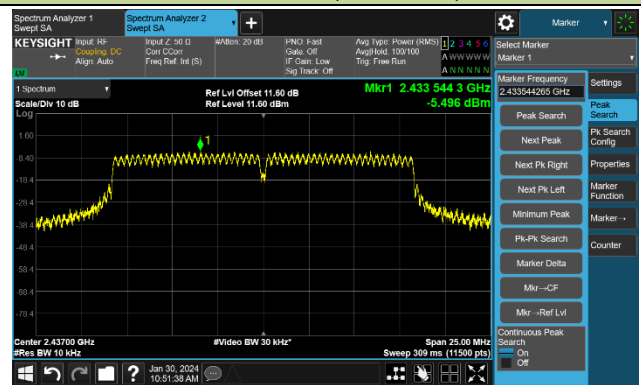 Spectrum Analyzer 1
Swept SA
Spectrum Analyzer 2
Swept SA
Marker
KEYSIGHT
Input: RF
Coupling: DC
Align: Auto
Input Z: 50 Ω
Corr CCorr
Freq Ref: Int (S)
#Atten: 20 dB
PNO: Fast
Gate: Off
IF Gain: Low
Sig Track: Off
Avg Type: Power (RMS)
Avg|Hold: 100/100
Trig: Free Run
1 2 3 4 5 6
A W W W W W
A N N N N N
LXI
Select Marker
Marker 1
1 Spectrum
Scale/Div 10 dB
Log
Ref Lvl Offset 11.60 dB
Ref Level 11.60 dBm
Mkr1 2.433 544 3 GHz
-5.496 dBm
1
1.60
-8.40
-18.4
-28.4
-38.4
-48.4
-58.4
-68.4
-78.4
Center 2.43700 GHz
#Res BW 10 kHz
#Video BW 30 kHz*
Span 25.00 MHz
Sweep 309 ms (11500 pts)
Marker Frequency
2.433544265 GHz
Peak Search
Next Peak
Next Pk Right
Next Pk Left
Minimum Peak
Pk-Pk Search
Marker Delta
Mkr→CF
Mkr→Ref Lvl
Continuous Peak
Search
On
Off
Settings
Peak
Search
Pk Search
Config
Properties
Marker
Function
Marker→
Counter
?
Jan 30, 2024
10:51:38 AM